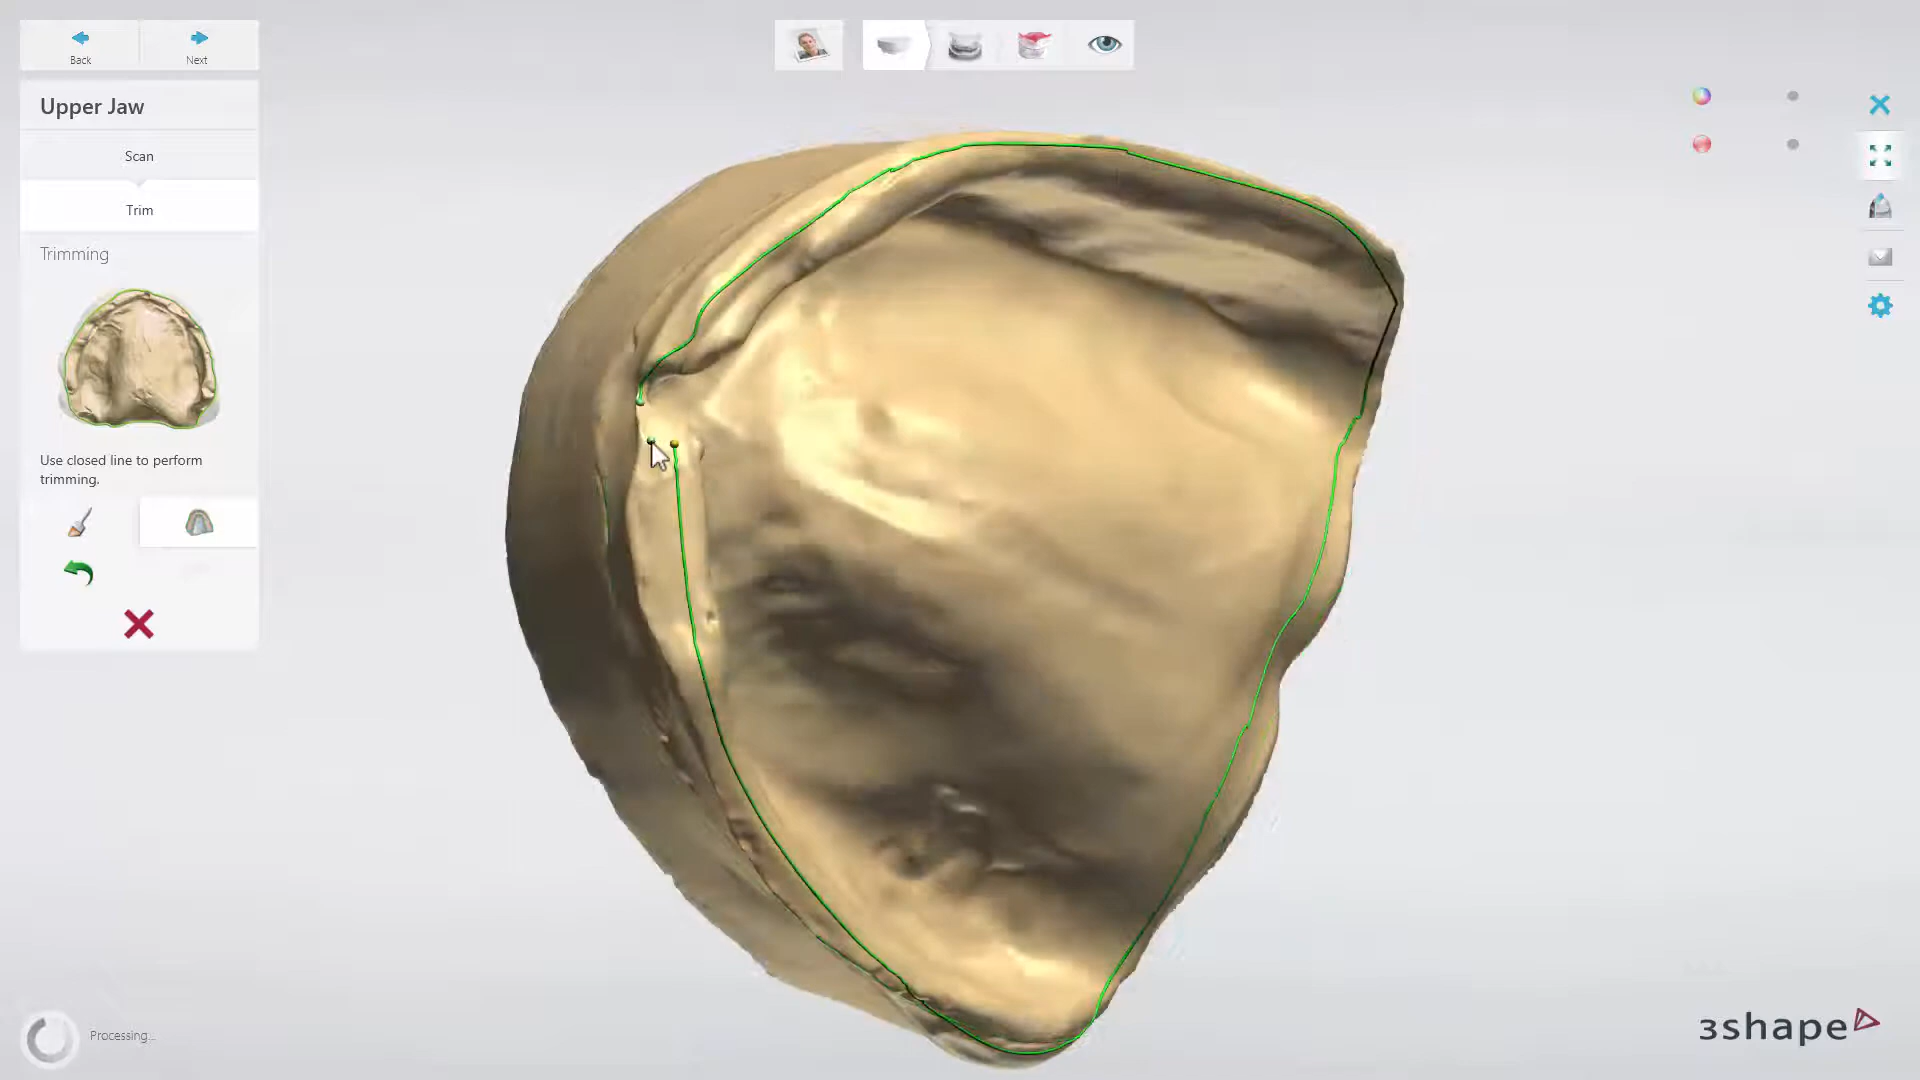 Back
Next
Upper Jaw
Scan
Trim
Trimming
Use closed line to perform
trimming.
Processing...
3shape